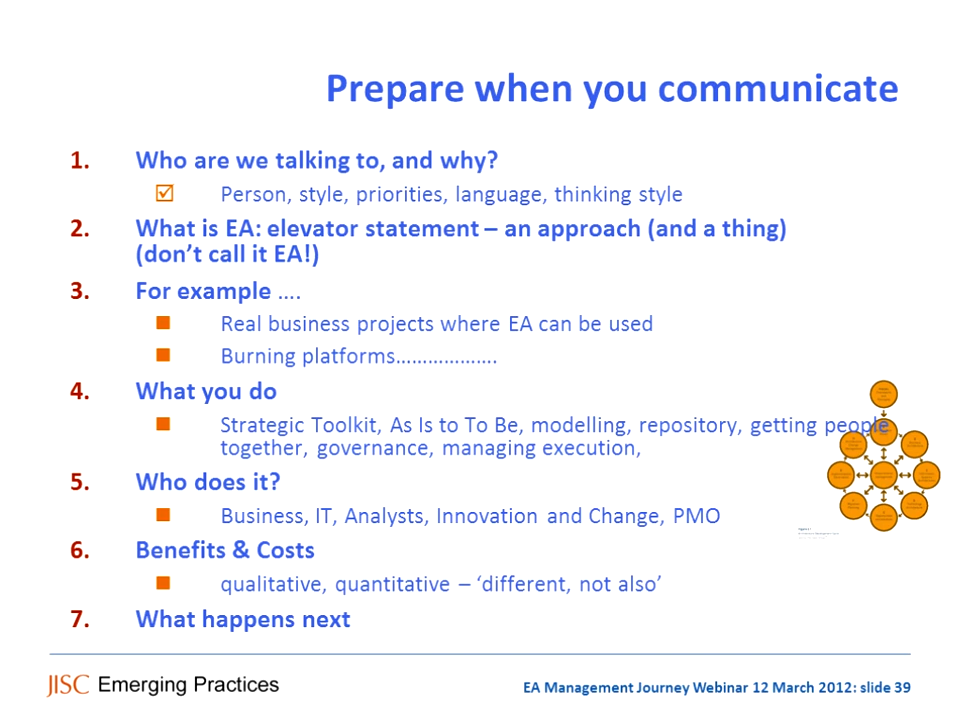 Prepare when you communicate
1. Who are we talking to, and why?
Person, style, priorities, language, thinking style
2. What is EA: elevator statement – an approach (and a thing)
(don't call it EA!)
3. For example ....
Real business projects where EA can be used
Burning platforms...................
4. What you do
Strategic Toolkit, As Is to To Be, modelling, repository, getting people
together, governance, managing execution,
5. Who does it?
Business, IT, Analysts, Innovation and Change, PMO
6. Benefits & Costs
qualitative, quantitative – 'different, not also'
7. What happens next
JISC Emerging Practices
EA Management Journey Webinar 12 March 2012: slide 39